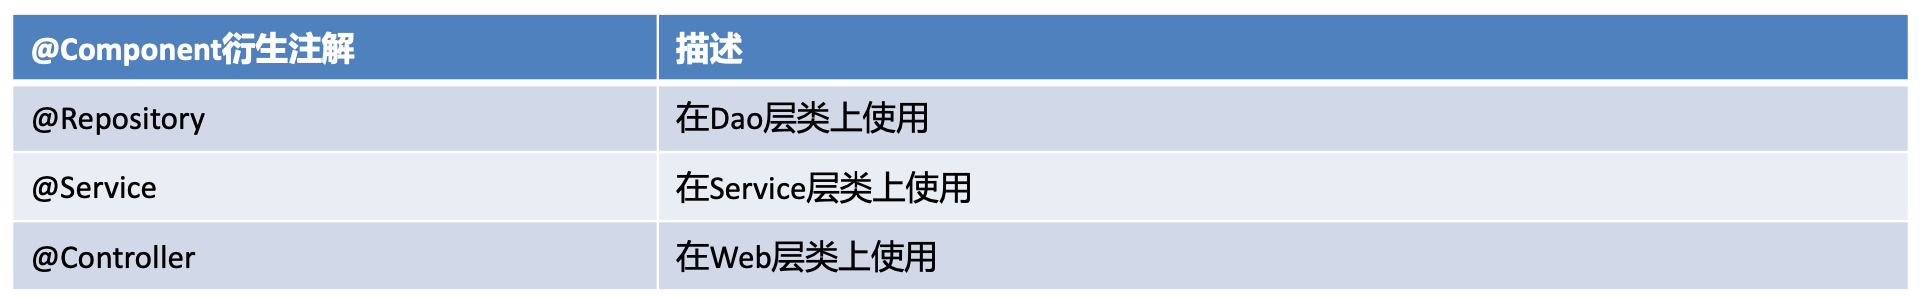 @Component衍生注解 描述
@Repository 在Dao层类上使用
@Service 在Service层类上使用
@Controller 在Web层类上使用